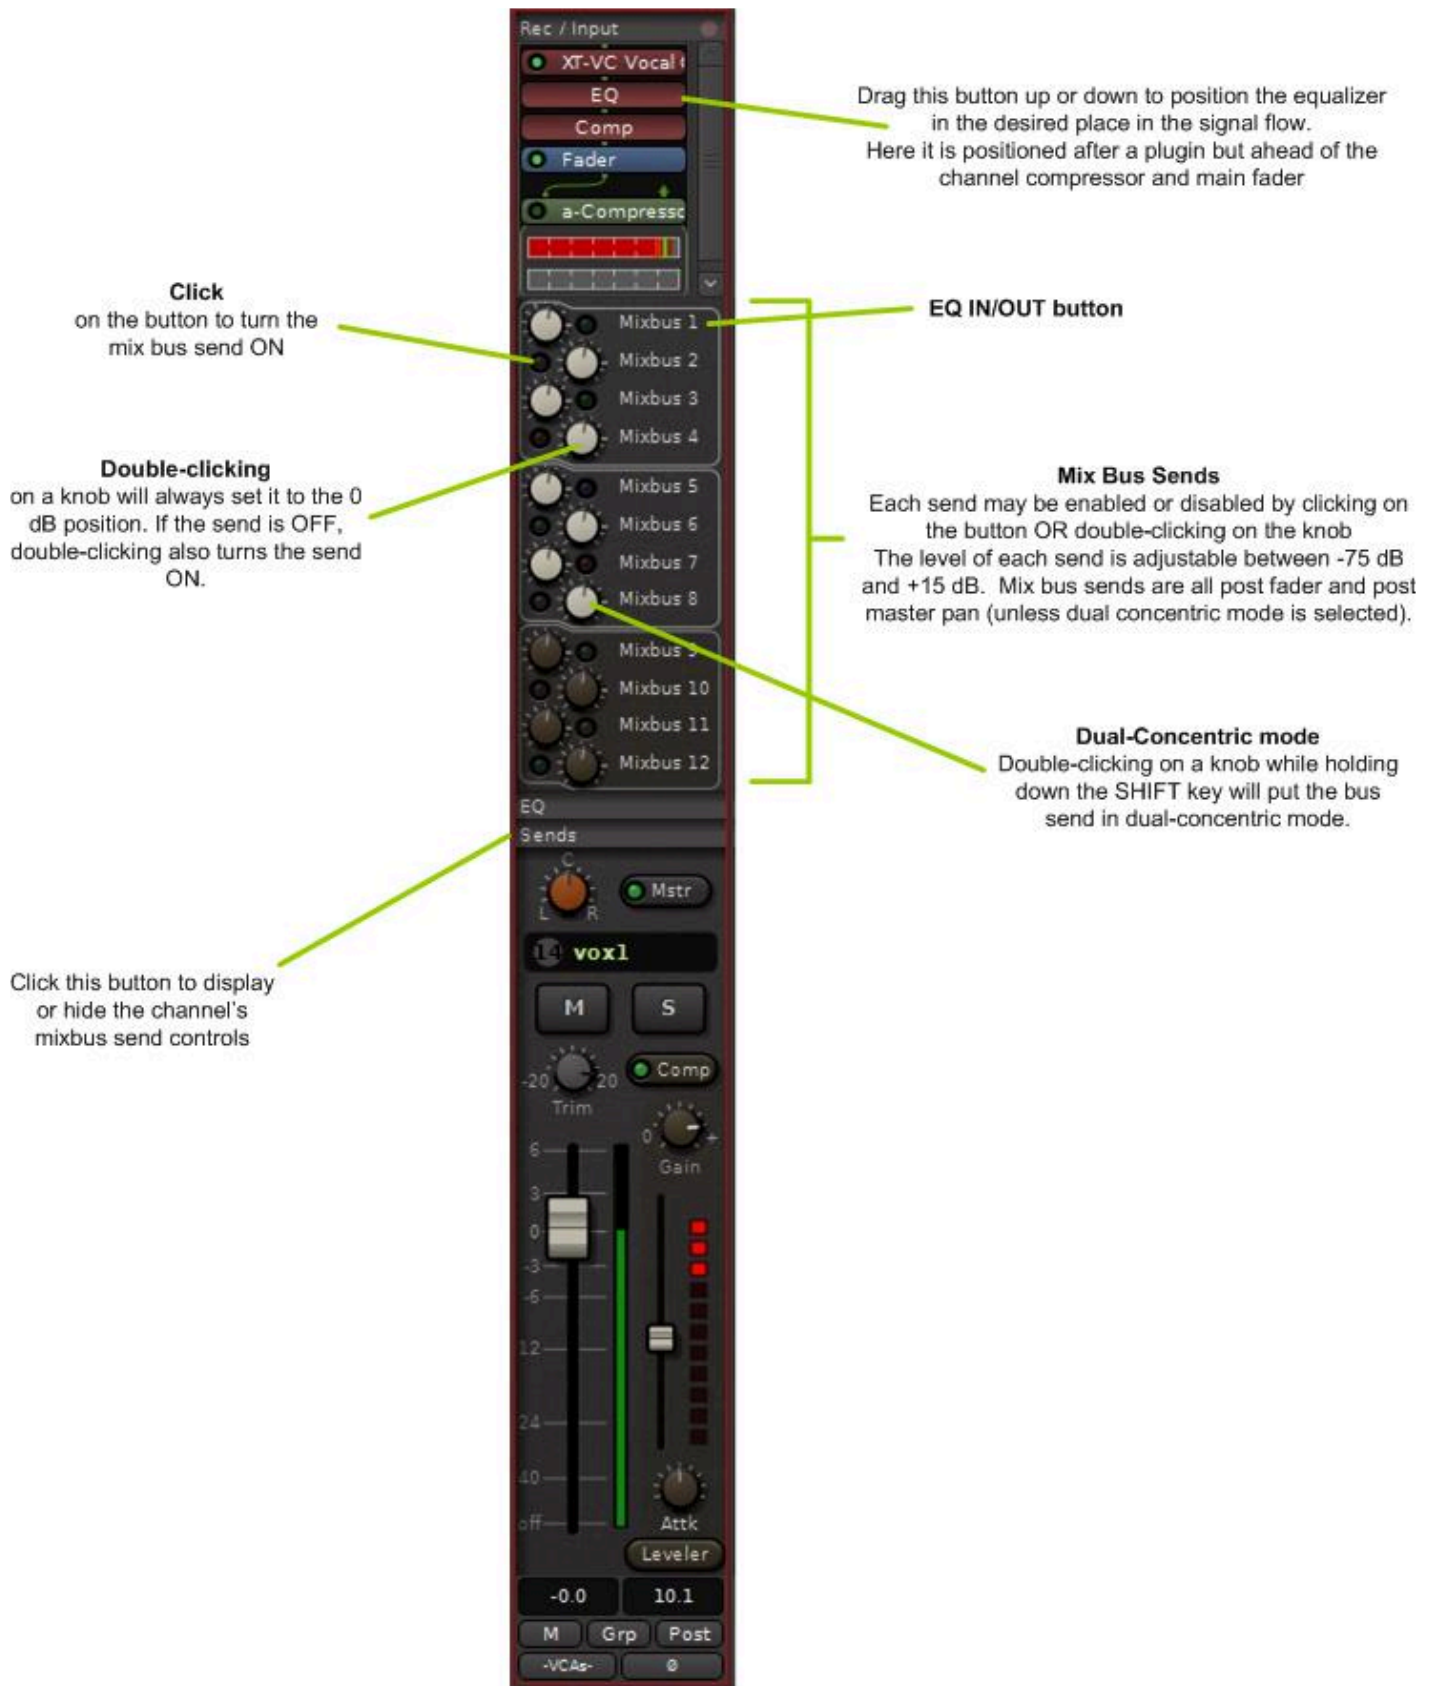 Rec / Input
XT-VC Vocal
EQ
Comp
Fader
a-Compresso
Drag this button up or down to position the equalizer
in the desired place in the signal flow.
Here it is positioned after a plugin but ahead of the
channel compressor and main fader
Click
on the button to turn the
mix bus send ON
Double-clicking
on a knob will always set it to the 0
dB position. If the send is OFF,
double-clicking also turns the send
ON.
Mixbus 1
Mixbus 2
Mixbus 3
Mixbus 4
Mixbus 5
Mixbus 6
Mixbus 7
Mixbus 8
Mixbus 9
Mixbus 10
Mixbus 11
Mixbus 12
EQ IN/OUT button
Mix Bus Sends
Each send may be enabled or disabled by clicking on
the button OR double-clicking on the knob
The level of each send is adjustable between -75 dB
and +15 dB. Mix bus sends are all post fader and post
master pan (unless dual concentric mode is selected).
Dual-Concentric mode
Double-clicking on a knob while holding
down the SHIFT key will put the bus
send in dual-concentric mode.
EQ
Sends
C
L R
Mstr
14 vox1
Click this button to display
or hide the channel's
mixbus send controls
M S
-20 20
Trim
Comp
0 +
Gain
6
3
0
-3
-6
12
24
40
off
Attk
Leveler
-0.0 10.1
M Grp Post
-VCAs- Ø